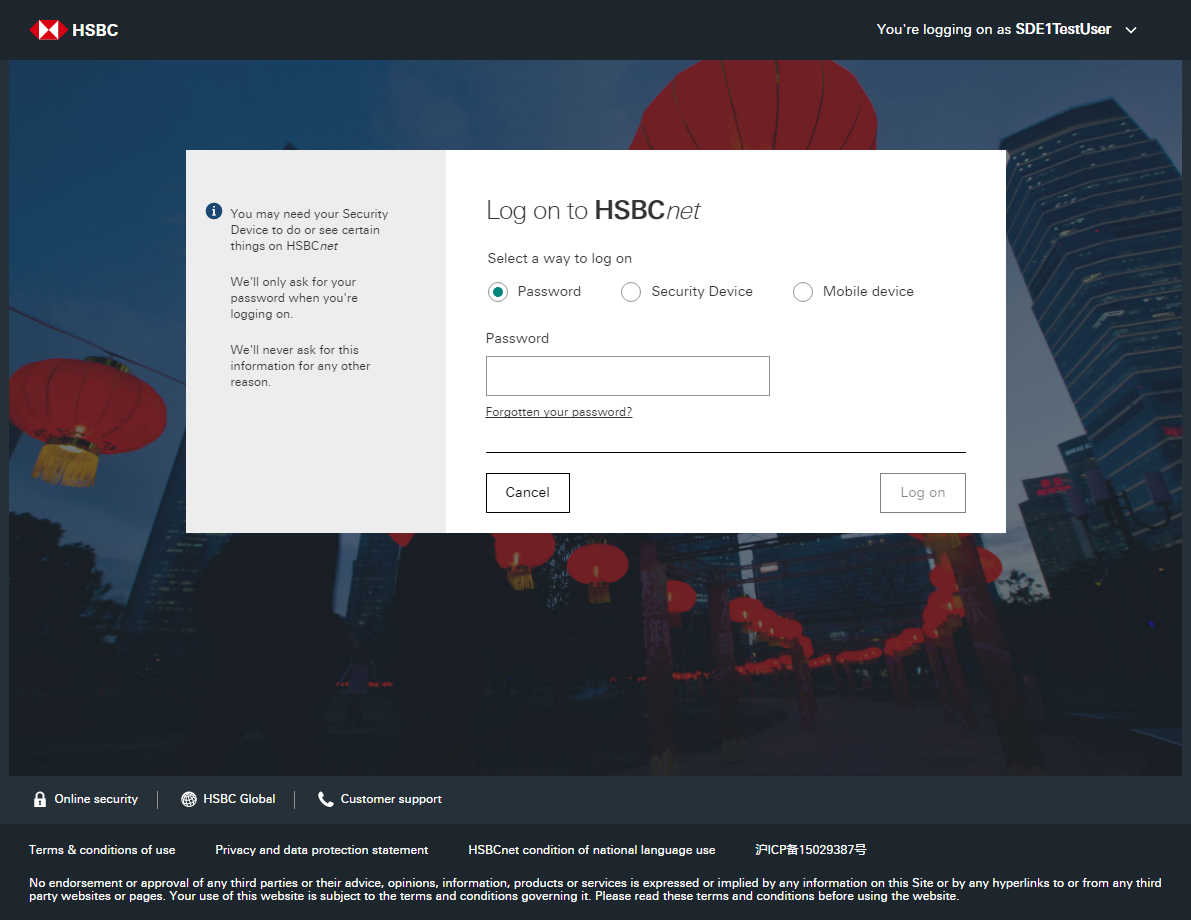 HSBC
You're logging on as SDE1TestUser
You may need your Security
Device to do or see certain
things on HSBCnet
We'll only ask for your
password when you're
logging on.
We'll never ask for this
information for any other
reason.
Log on to HSBCnet
Select a way to log on
Password Security Device Mobile device
Password
Forgotten your password?
Cancel Log on
Online security HSBC Global Customer support
Terms & conditions of use Privacy and data protection statement HSBCnet condition of national language use 沪ICP备15029387号
No endorsement or approval of any third parties or their advice, opinions, information, products or services is expressed or implied by any information on this Site or by any hyperlinks to or from any third
party websites or pages. Your use of this website is subject to the terms and conditions governing it. Please read these terms and conditions before using the website.